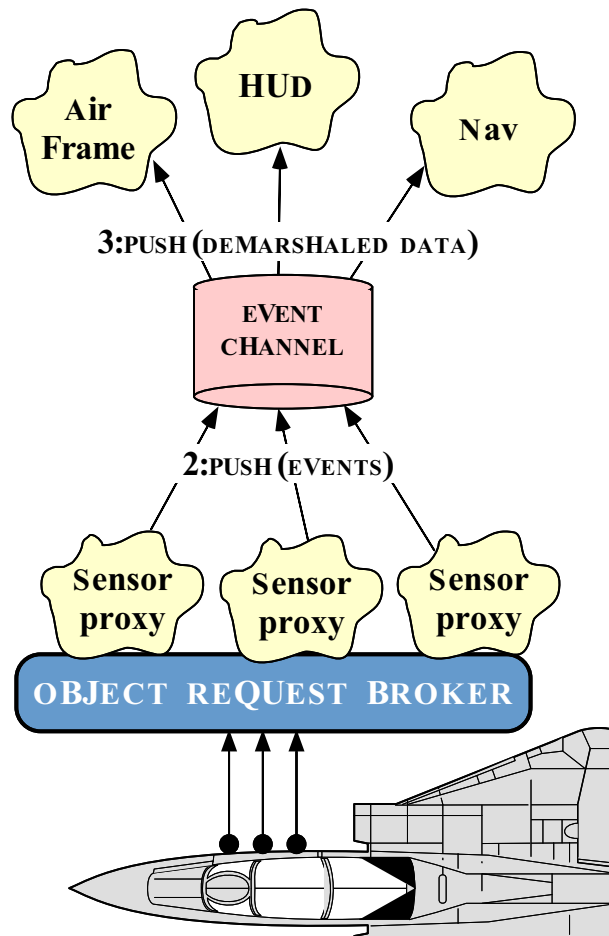 HUD
Air
Frame
Nav
3:PUSH (DEMARSHALED DATA)
EVENT
CHANNEL
2:PUSH (EVENTS)
Sensor
proxy
Sensor
proxy
Sensor
proxy
OBJECT REQUEST BROKER